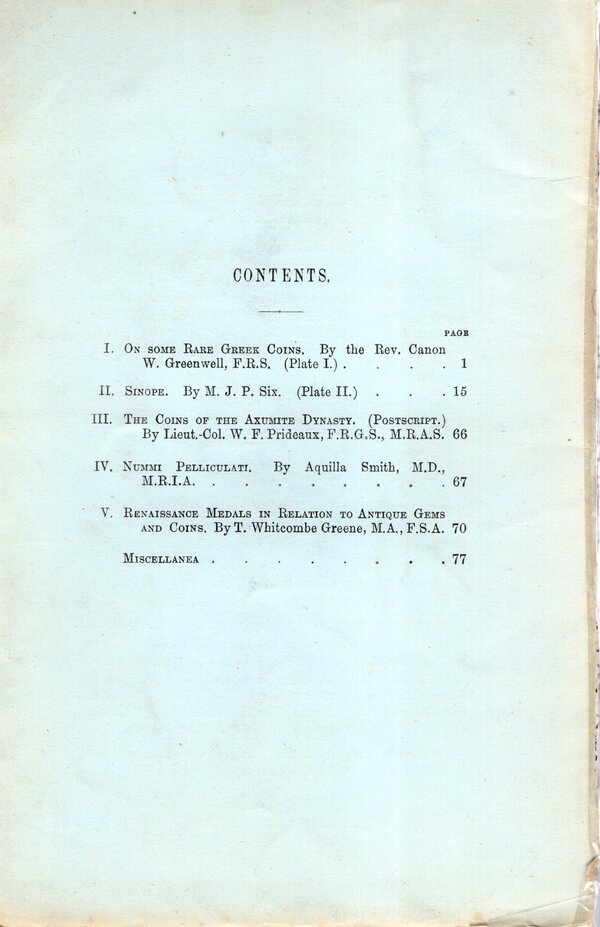 CONTENTS.
PAGE
I. On some Rare Greek Coins. By the Rev. Canon
W. Greenwell, F.R.S. (Plate I.) . . . . 1
II. Sinope. By M. J. P. Six. (Plate II.) . . . 15
III. The Coins of the Axumite Dynasty. (Postscript.)
By Lieut.-Col. W. F. Prideaux, F.R.G.S., M.R.A.S. 66
IV. Nummi Pelliculati. By Aquilla Smith, M.D.,
M.R.I.A. . . . . . . . 67
V. Renaissance Medals in Relation to Antique Gems
and Coins. By T. Whitcombe Greene, M.A., F.S.A. 70
Miscellanea . . . . . . . . 77